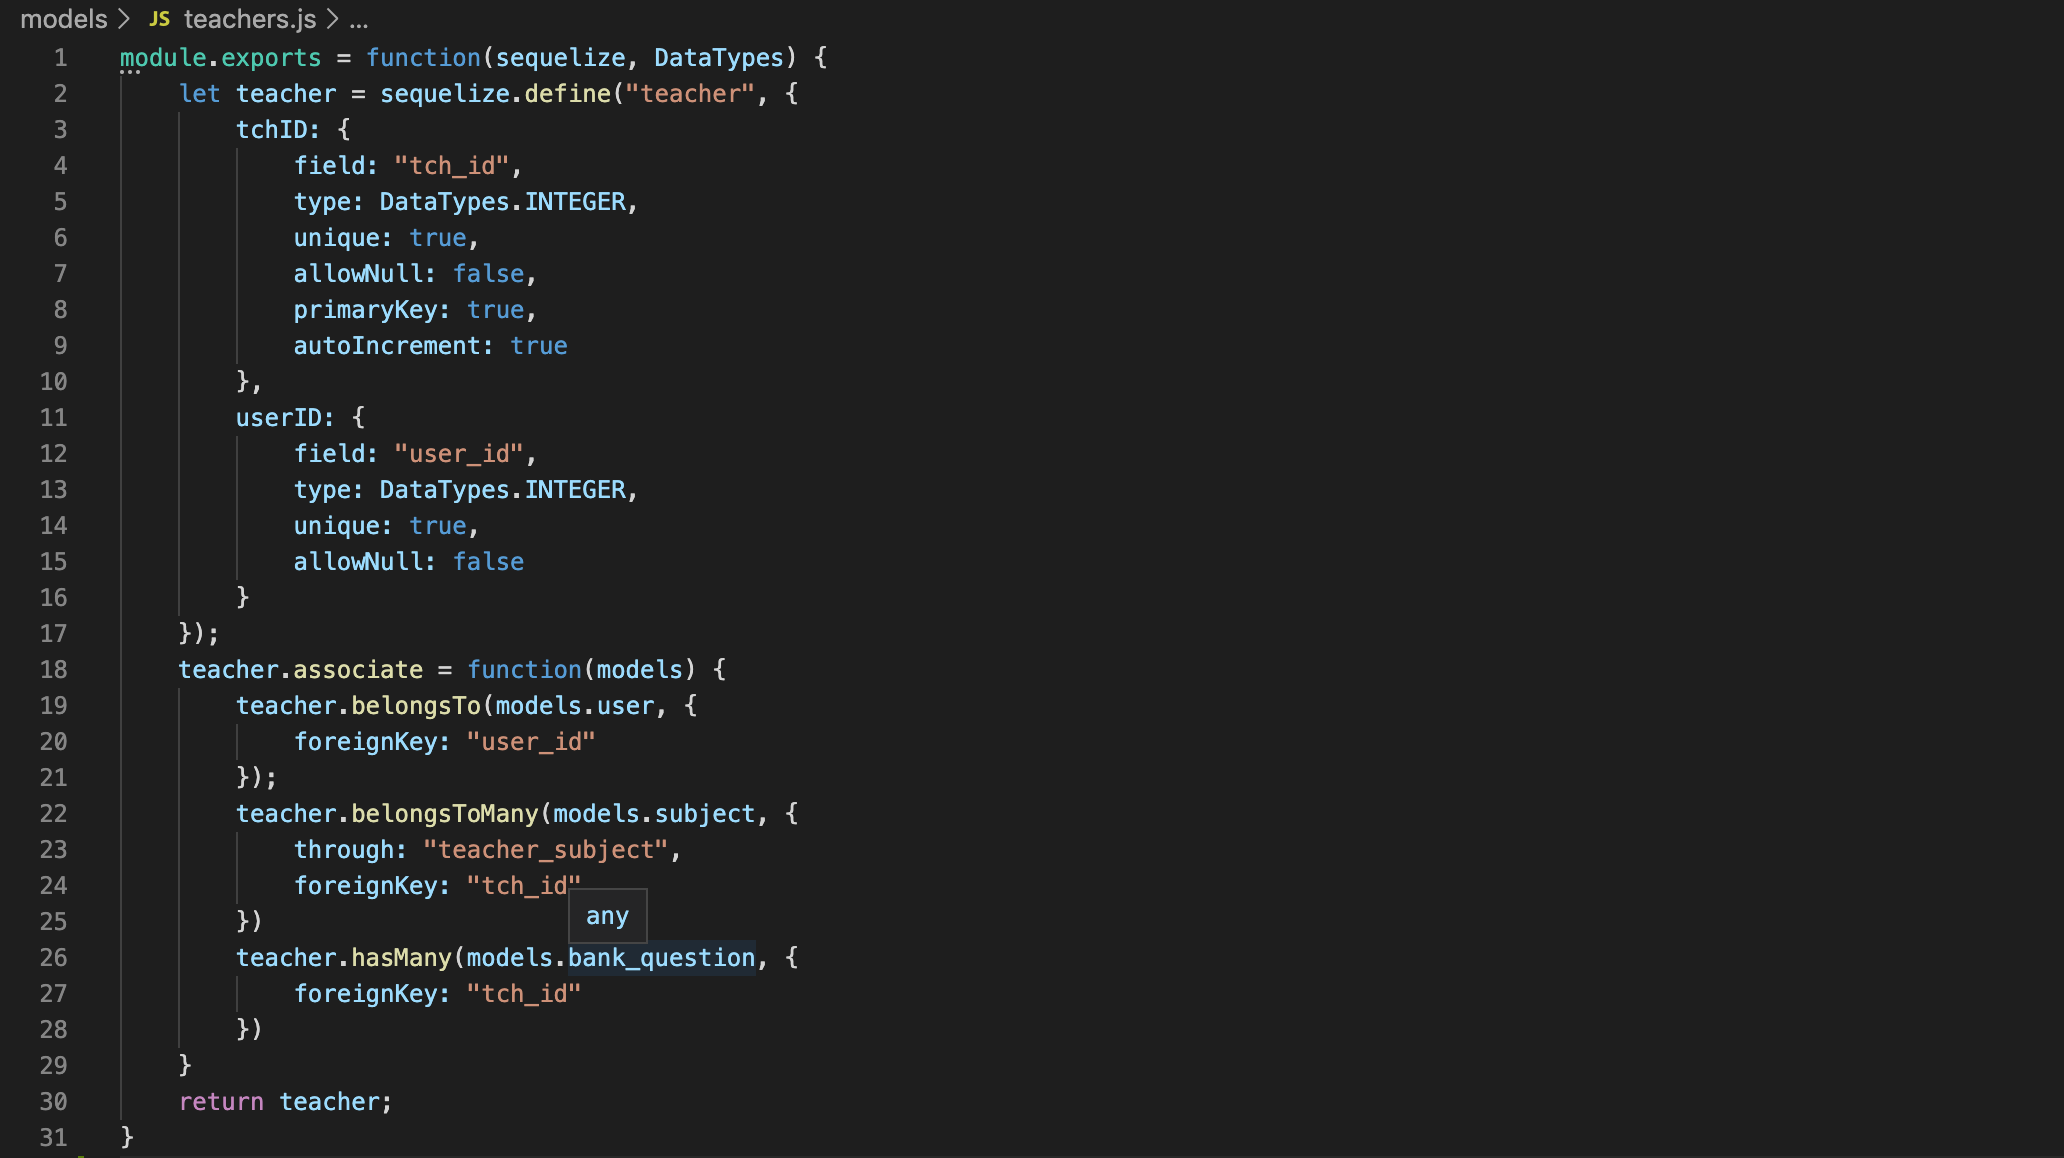 models > JS teachers.js > ...
1 module.exports = function(sequelize, DataTypes) {
2     let teacher = sequelize.define("teacher", {
3         tchID: {
4             field: "tch_id",
5             type: DataTypes.INTEGER,
6             unique: true,
7             allowNull: false,
8             primaryKey: true,
9             autoIncrement: true
10         },
11         userID: {
12             field: "user_id",
13             type: DataTypes.INTEGER,
14             unique: true,
15             allowNull: false
16         }
17     });
18     teacher.associate = function(models) {
19         teacher.belongsTo(models.user, {
20             foreignKey: "user_id"
21         });
22         teacher.belongsToMany(models.subject, {
23             through: "teacher_subject",
24             foreignKey: "tch_id"
any
25         })
26         teacher.hasMany(models.bank_question, {
27             foreignKey: "tch_id"
28         })
29     }
30     return teacher;
31 }